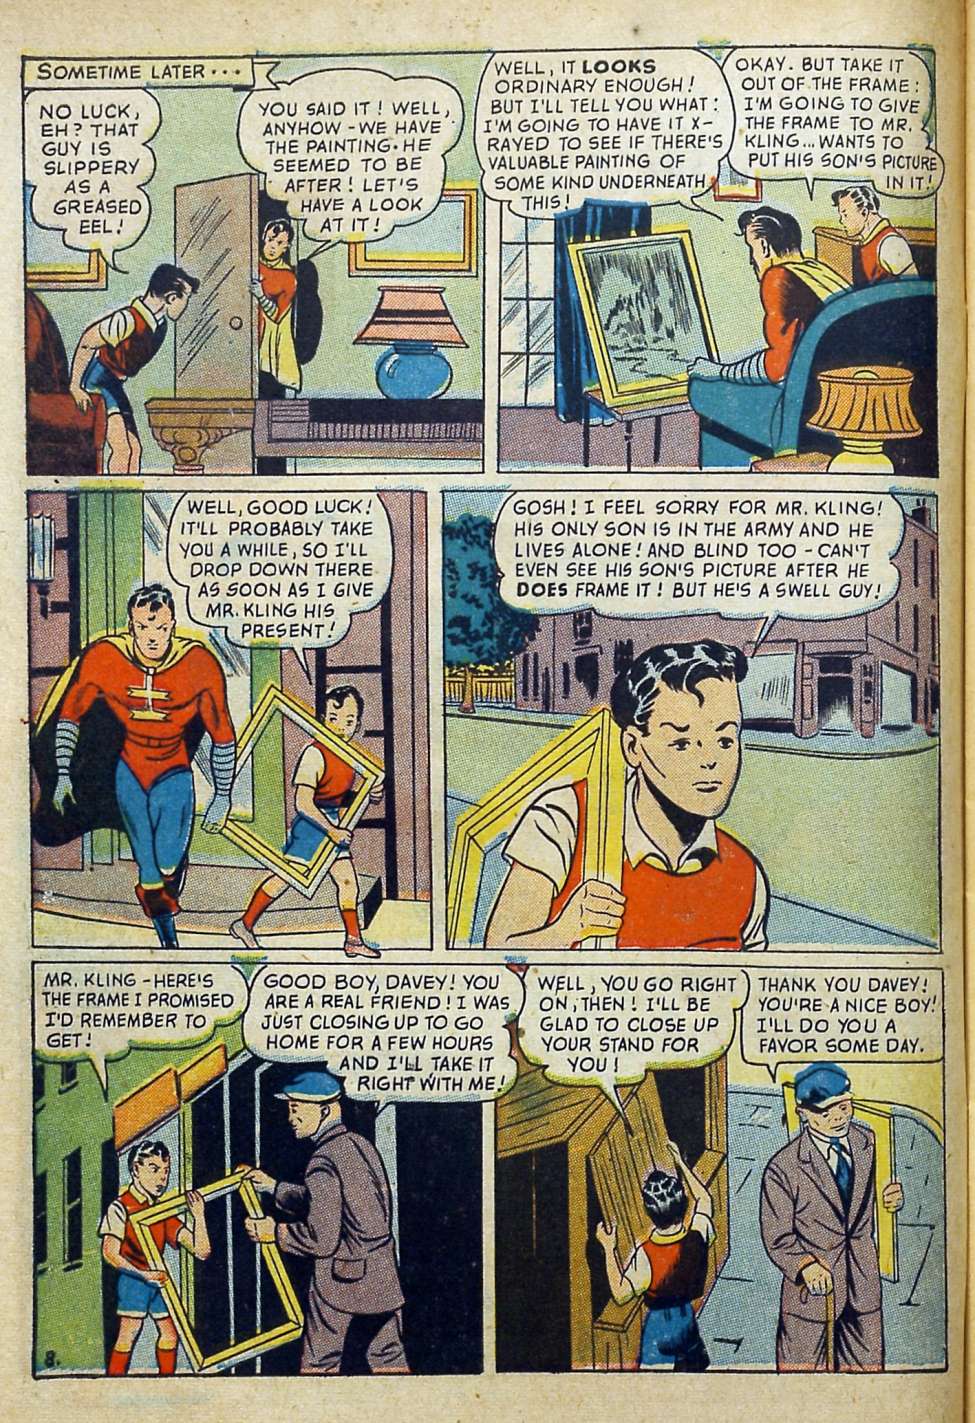 SOMETIME LATER...
NO LUCK,
EH? THAT
GUY IS
SLIPPERY
AS A
GREASED
EEL!
YOU SAID IT! WELL,
ANYHOW - WE HAVE
THE PAINTING. HE
SEEMED TO BE
AFTER! LET'S
HAVE A LOOK
AT IT!
WELL, IT LOOKS
ORDINARY ENOUGH!
BUT I'LL TELL YOU WHAT:
I'M GOING TO HAVE IT X-
RAYED TO SEE IF THERE'S
VALUABLE PAINTING OF
SOME KIND UNDERNEATH
THIS!
OKAY. BUT TAKE IT
OUT OF THE FRAME:
I'M GOING TO GIVE
THE FRAME TO MR.
KLING... WANTS TO
PUT HIS SON'S PICTURE
IN IT!
WELL, GOOD LUCK!
IT'LL PROBABLY TAKE
YOU A WHILE, SO I'LL
DROP DOWN THERE
AS SOON AS I GIVE
MR. KLING HIS
PRESENT!
GOSH! I FEEL SORRY FOR MR. KLING!
HIS ONLY SON IS IN THE ARMY AND HE
LIVES ALONE! AND BLIND TOO - CAN'T
EVEN SEE HIS SON'S PICTURE AFTER HE
DOES FRAME IT! BUT HE'S A SWELL GUY!
MR. KLING - HERE'S
THE FRAME I PROMISED
I'D REMEMBER TO
GET!
GOOD BOY, DAVEY! YOU
ARE A REAL FRIEND! I WAS
JUST CLOSING UP TO GO
HOME FOR A FEW HOURS
AND I'LL TAKE IT
RIGHT WITH ME!
WELL, YOU GO RIGHT
ON, THEN! I'LL BE
GLAD TO CLOSE UP
YOUR STAND FOR
YOU!
THANK YOU DAVEY!
YOU'RE A NICE BOY!
I'LL DO YOU A
FAVOR SOME DAY.
8.